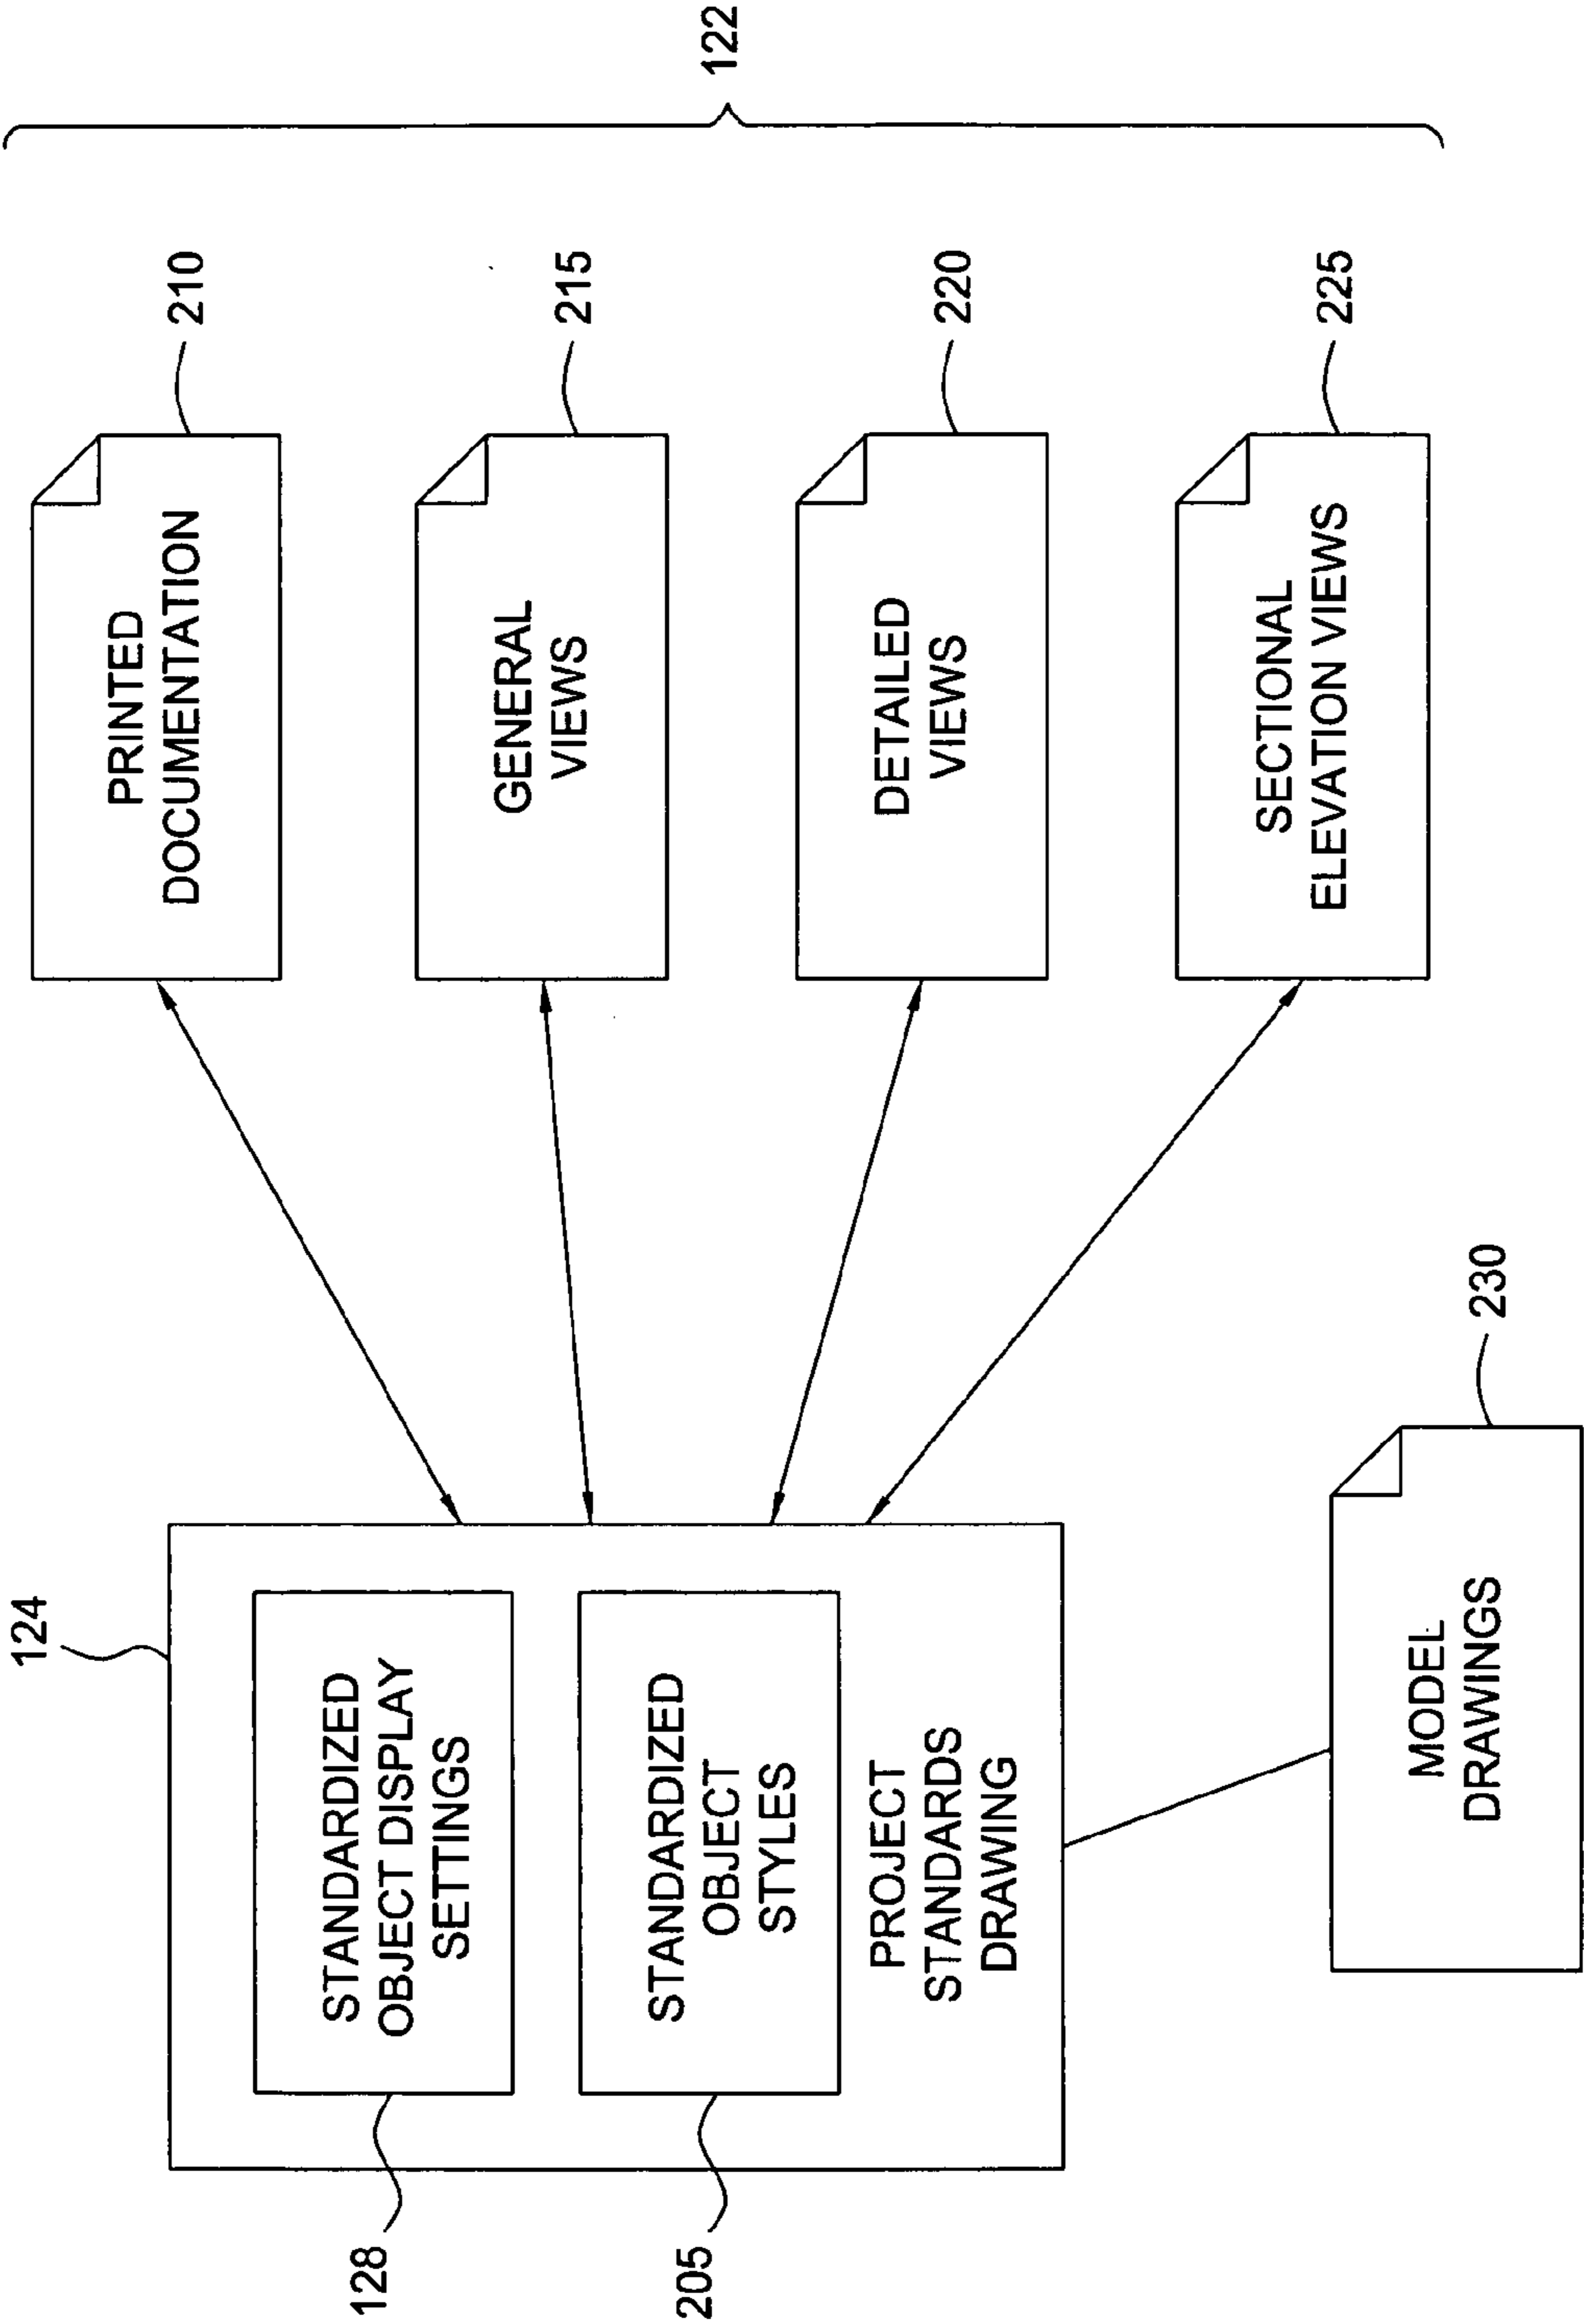 124
STANDARDIZED
OBJECT DISPLAY
SETTINGS
128
STANDARDIZED
OBJECT
STYLES
205
PROJECT
STANDARDS
DRAWING
MODEL
DRAWINGS
230
PRINTED
DOCUMENTATION
210
GENERAL
VIEWS
215
DETAILED
VIEWS
220
SECTIONAL
ELEVATION VIEWS
225
122